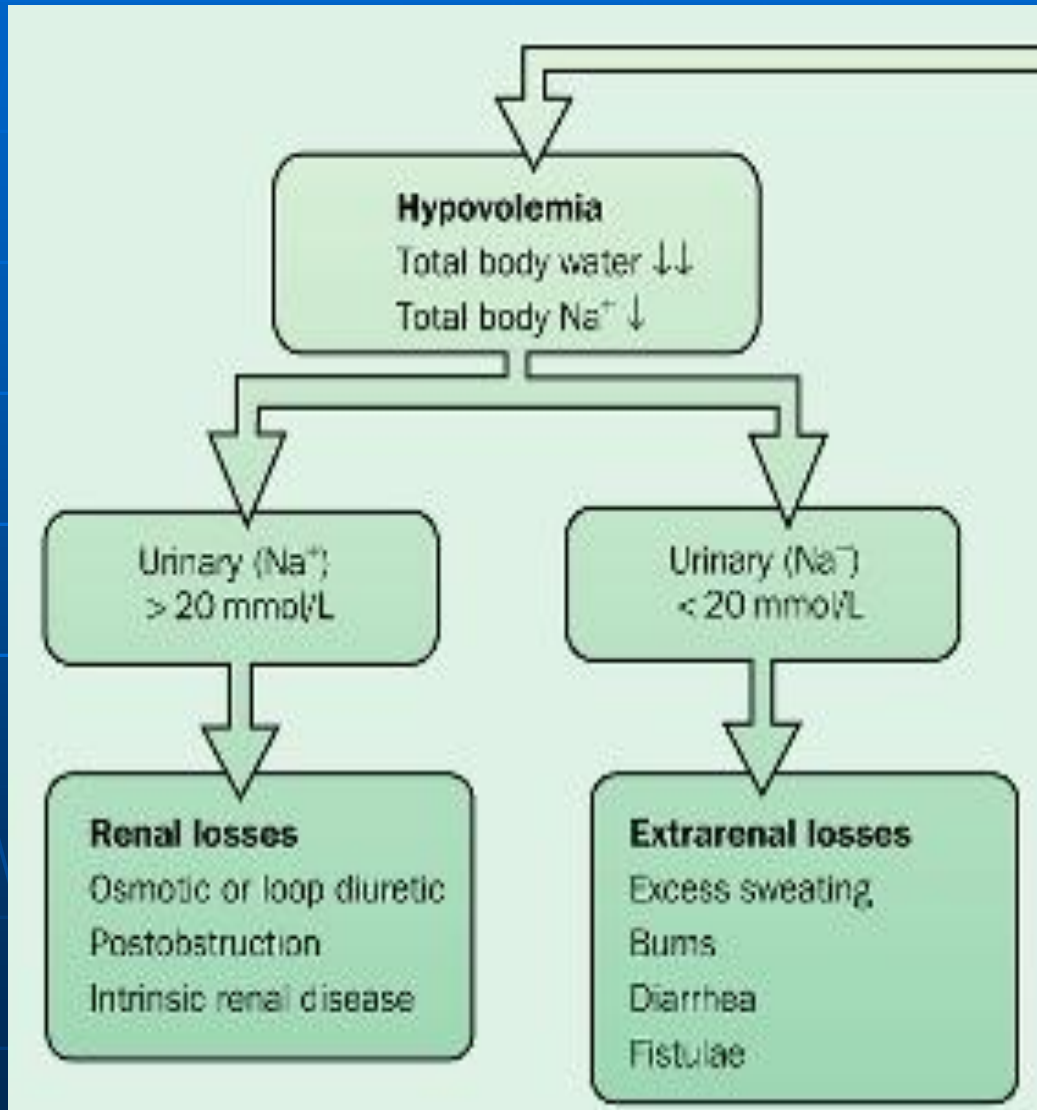 Hypovolemia
Total body water ↓↓
Total body Na⁺ ↓
Urinary (Na⁺)
> 20 mmol/L
Urinary (Na⁺)
< 20 mmol/L
Renal losses
Osmotic or loop diuretic
Postobstruction
Intrinsic renal disease
Extrarenal losses
Excess sweating
Burns
Diarrhea
Fistulae